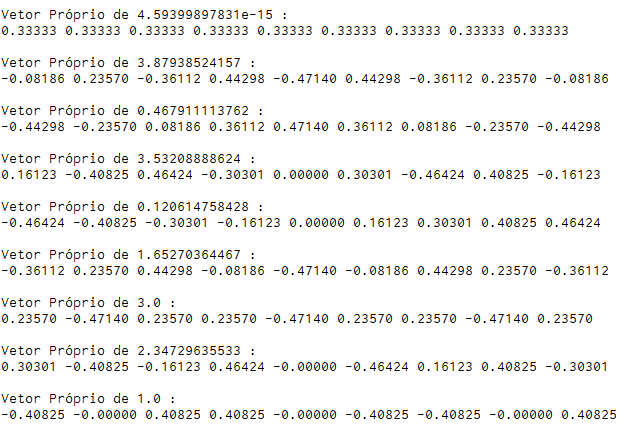 Vetor Próprio de 4.59399897831e-15 :
0.33333 0.33333 0.33333 0.33333 0.33333 0.33333 0.33333 0.33333 0.33333
Vetor Próprio de 3.87938524157 :
-0.08186 0.23570 -0.36112 0.44298 -0.47140 0.44298 -0.36112 0.23570 -0.08186
Vetor Próprio de 0.467911113762 :
-0.44298 -0.23570 0.08186 0.36112 0.47140 0.36112 0.08186 -0.23570 -0.44298
Vetor Próprio de 3.53208888624 :
0.16123 -0.40825 0.46424 -0.30301 0.00000 0.30301 -0.46424 0.40825 -0.16123
Vetor Próprio de 0.120614758428 :
-0.46424 -0.40825 -0.30301 -0.16123 0.00000 0.16123 0.30301 0.40825 0.46424
Vetor Próprio de 1.65270364467 :
-0.36112 0.23570 0.44298 -0.08186 -0.47140 -0.08186 0.44298 0.23570 -0.36112
Vetor Próprio de 3.0 :
0.23570 -0.47140 0.23570 0.23570 -0.47140 0.23570 0.23570 -0.47140 0.23570
Vetor Próprio de 2.34729635533 :
0.30301 -0.40825 -0.16123 0.46424 -0.00000 -0.46424 0.16123 0.40825 -0.30301
Vetor Próprio de 1.0 :
-0.40825 -0.00000 0.40825 0.40825 -0.00000 -0.40825 -0.40825 -0.00000 0.40825